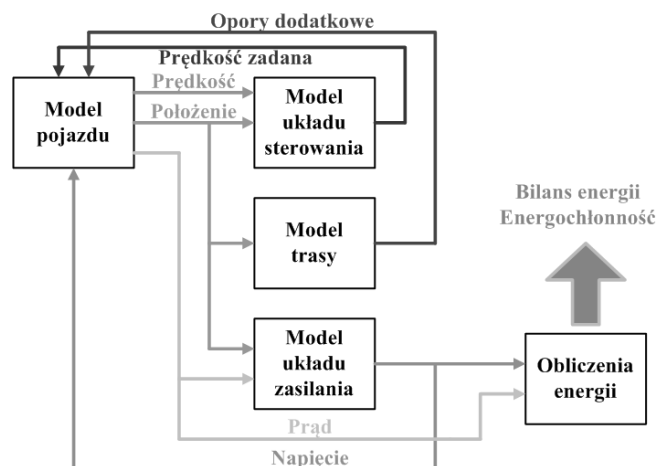 Opory dodatkowe
Prędkość zadana
Prędkość
Położenie
Model
pojazdu
Model
układu
sterowania
Model
trasy
Bilans energii
Energochłonność
Model
układu
zasilania
Obliczenia
energii
Prąd
Napięcie